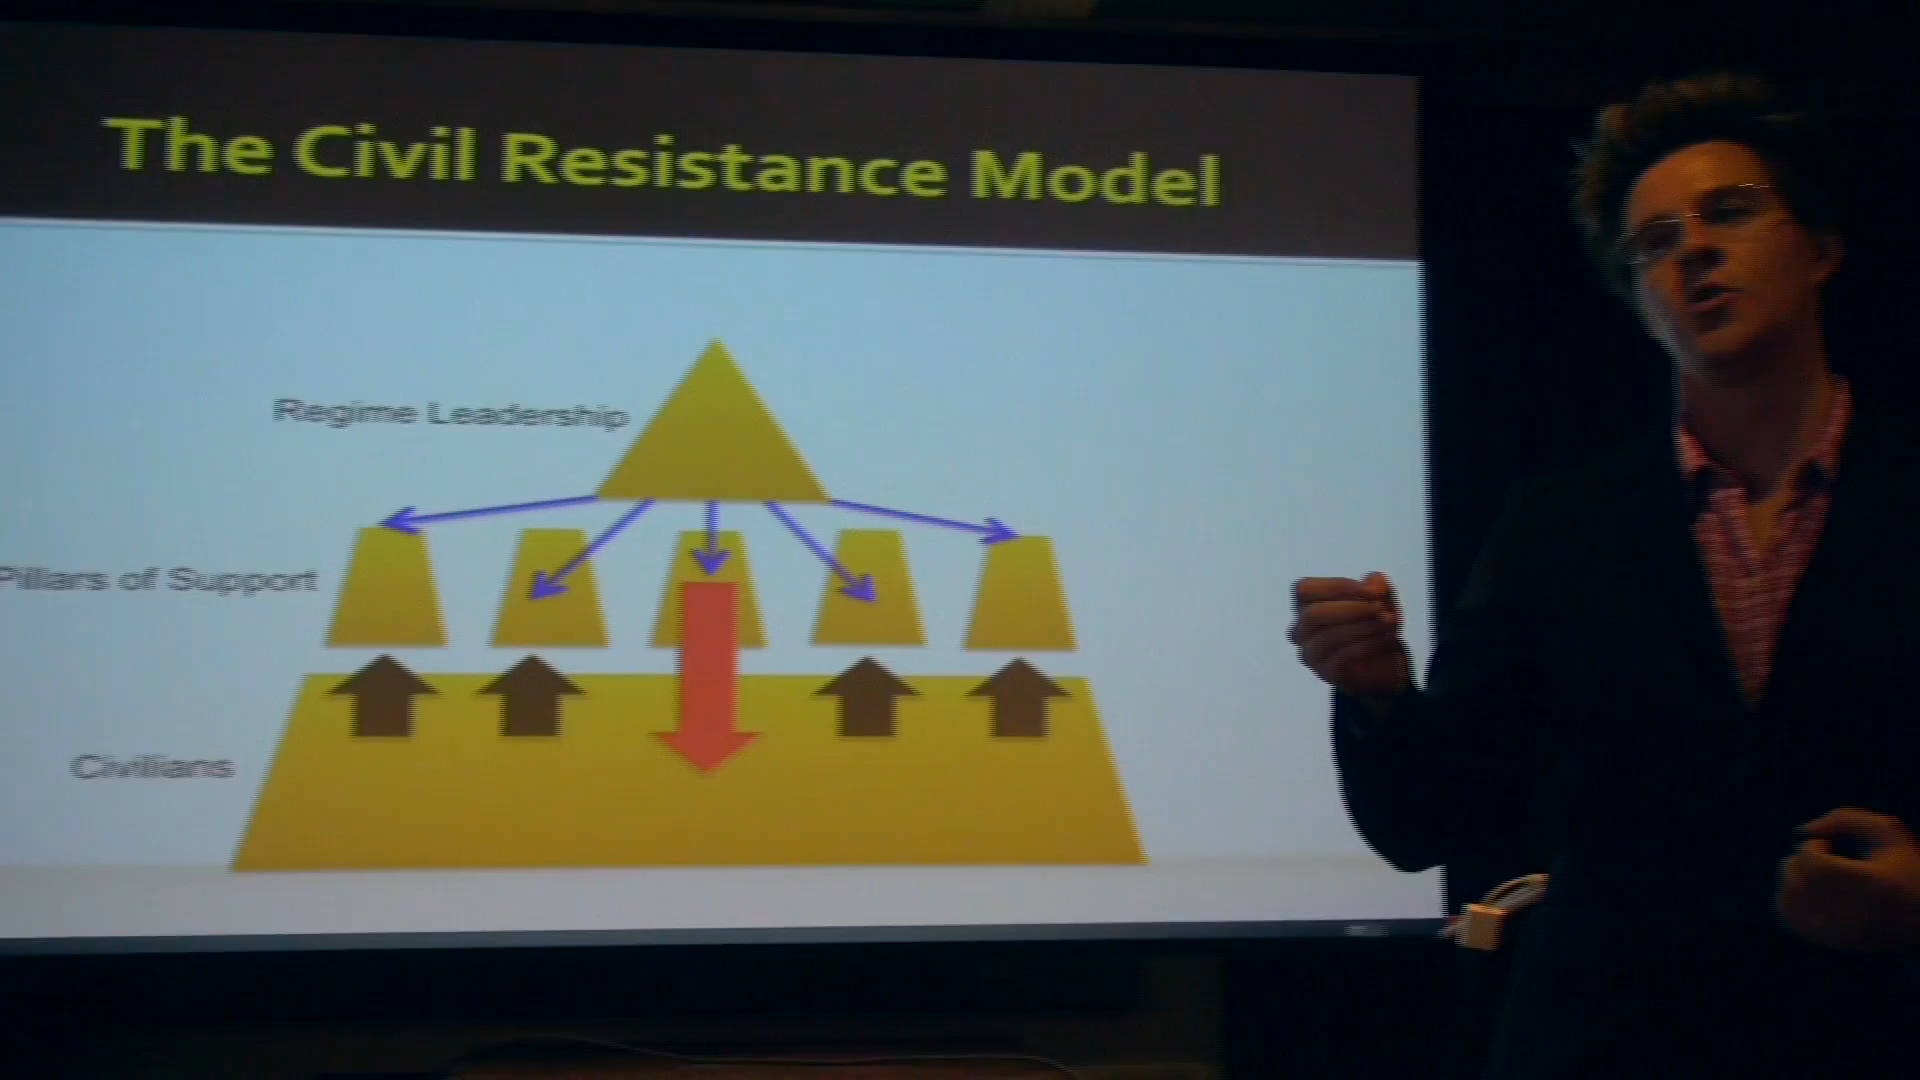 The Civil Resistance Model
Regime Leadership
Pillars of Support
Civilians